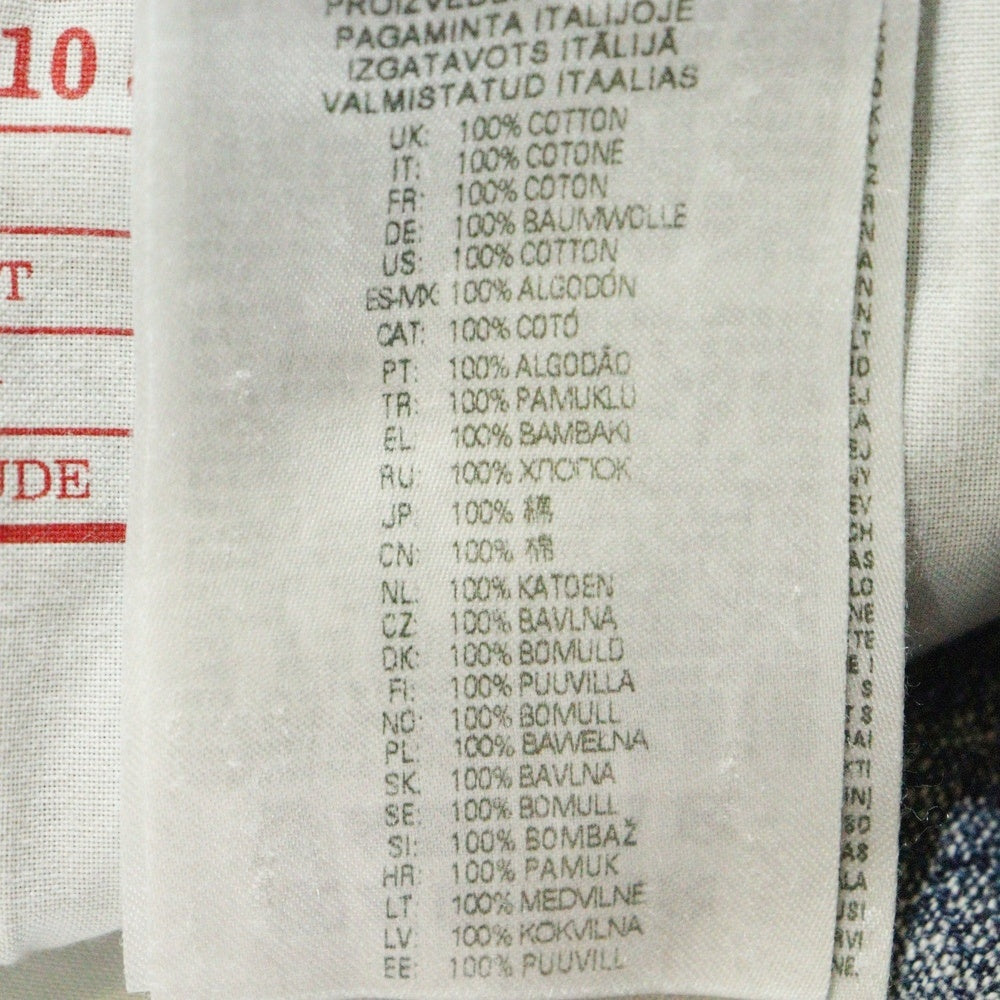 10
T
UDE
PAGAMINTA ITALIJOJE
IZGATAVOTS ITĀLIJĀ
VALMISTATUD ITAALIAS
UK: 100% COTTON
IT: 100% COTONE
FR: 100% COTON
DE: 100% BAUMWOLLE
US: 100% COTTON
ES-MX 100% ALGODÓN
CAT: 100% COTÓ
PT: 100% ALGODÃO
TR: 100% PAMUKLU
EL 100% BAMBAKI
RU: 100% ХЛОПОК
JP: 100% 綿
CN: 100% 棉
NL: 100% KATOEN
CZ: 100% BAVLNA
DK: 100% BOMULD
FI: 100% PUUVILLA
NO: 100% BOMULL
PL: 100% BAWEŁNA
SK: 100% BAVLNA
SE: 100% BOMULL
SI: 100% BOMBAŽ
HR: 100% PAMUK
LT: 100% MEDVILNĖ
LV: 100% KOKVILNA
EE: 100% PUUVILL